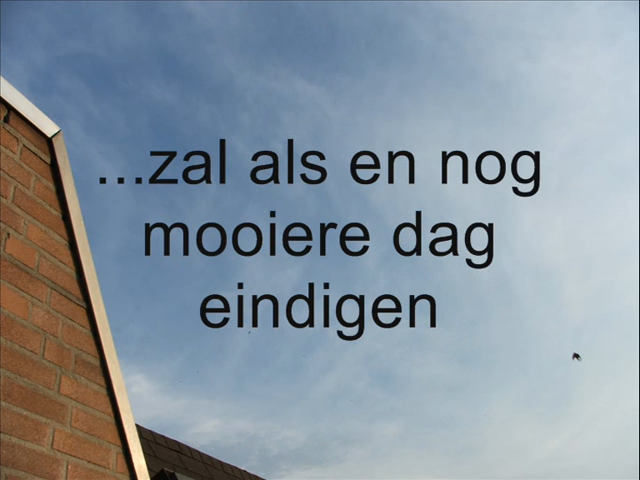 ...zal als en nog
mooiere dag
eindigen